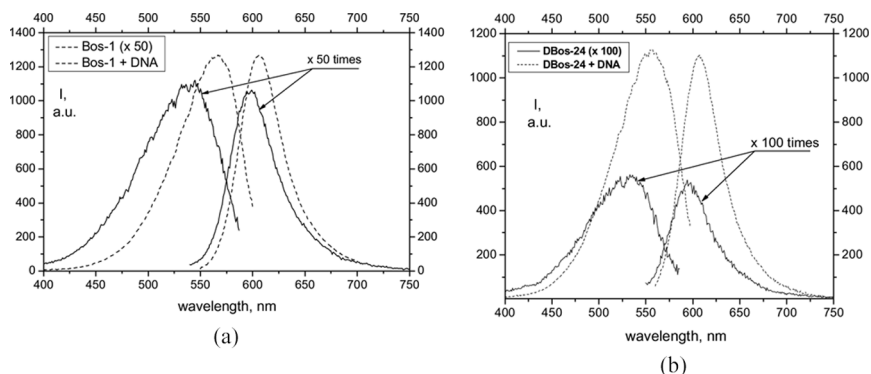 400 450 500 550 600 650 700 750
1400 1400
1200 1200
1000 1000
800 800
600 600
400 400
200 200
0 0
Bos-1 (x 50)
Bos-1 + DNA
x 50 times
I,
a.u.
400 450 500 550 600 650 700 750
wavelength, nm
(a)
400 450 500 550 600 650 700 750
1200 1200
1000 1000
800 800
600 600
400 400
200 200
DBos-24 (x 100)
DBos-24 + DNA
I,
a.u.
x 100 times
400 450 500 550 600 650 700 750
wavelength, nm
(b)